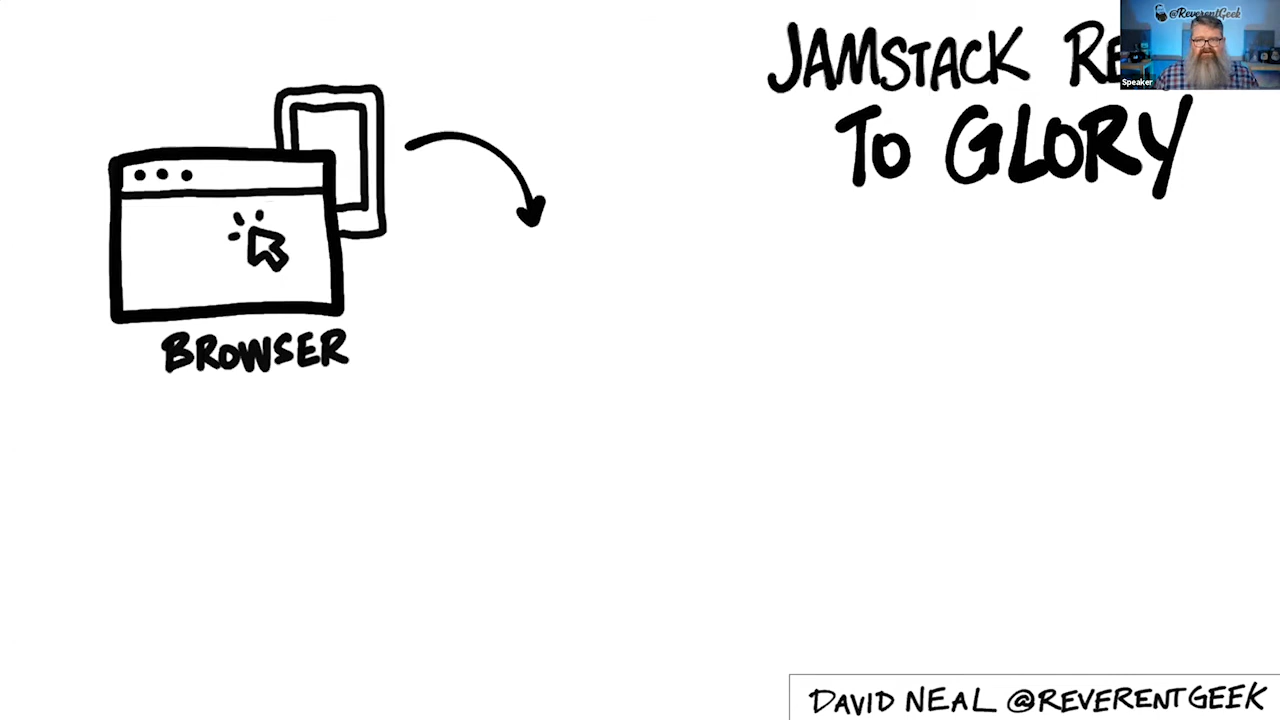 JAMSTACK RE
TO GLORY
@ReverentGeek
Speaker
BROWSER
DAVID NEAL @REVERENTGEEK